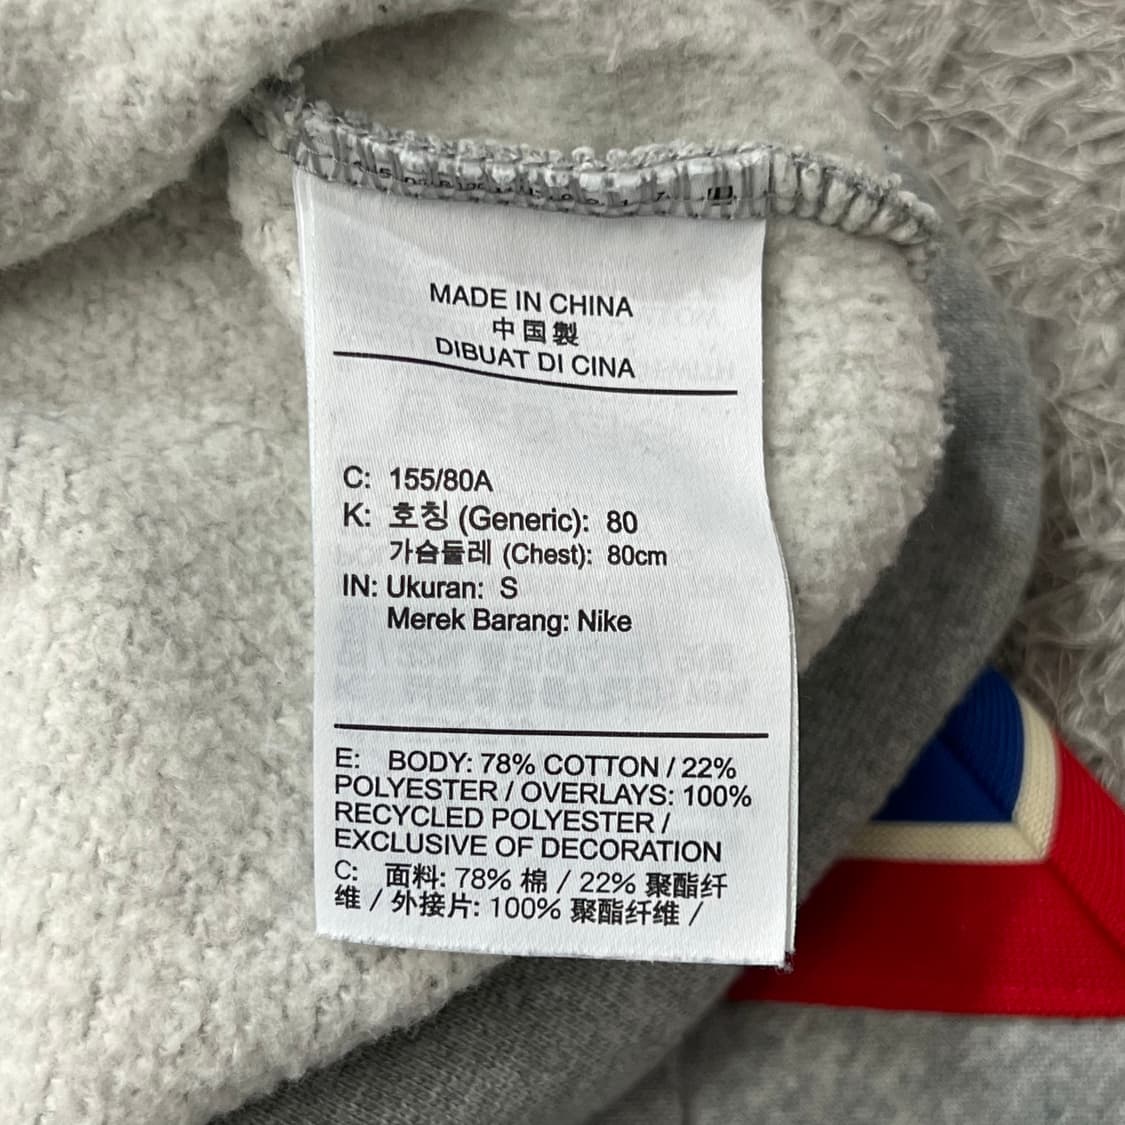 MADE IN CHINA
中国製
DIBUAT DI CINA
C: 155/80A
K: 호칭 (Generic): 80
가슴둘레 (Chest): 80cm
IN: Ukuran: S
Merek Barang: Nike
E: BODY: 78% COTTON / 22%
POLYESTER / OVERLAYS: 100%
RECYCLED POLYESTER /
EXCLUSIVE OF DECORATION
C: 面料: 78% 棉 / 22% 聚酯纤
维 / 外接片: 100% 聚酯纤维 /